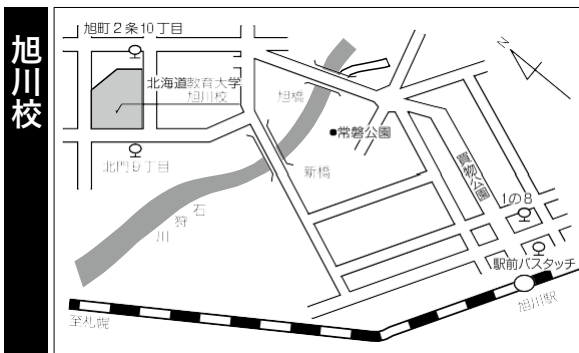 旭川校
旭町2条10丁目
N
北海道教育大学
旭川校
旭橋
常磐公園
北門9丁目
新橋
買物公園
1の8
石狩川
駅前バスタッチ
旭川駅
至札幌